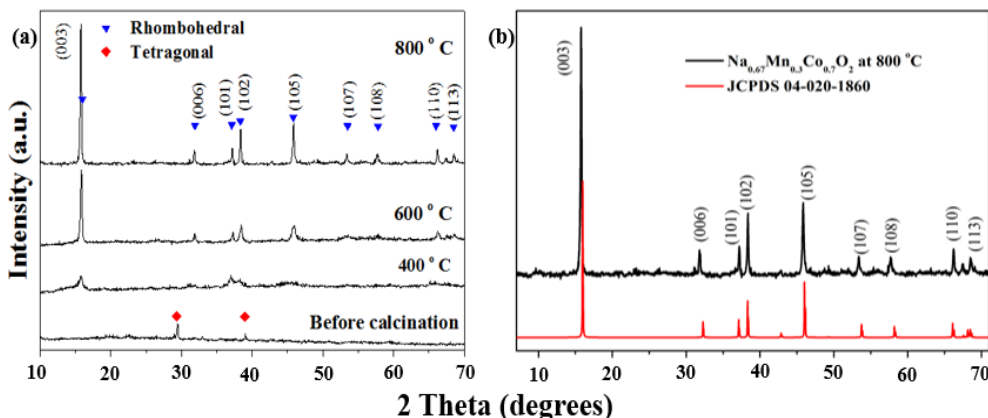 (a)
Rhombohedral
Tetragonal
800 ° C
(003)
(006)
(101)
(102)
(105)
(107)
(108)
(110)
(113)
600 ° C
400 ° C
Before calcination
Intensity (a.u.)
10 20 30 40 50 60 70
(b)
Na0.67Mn0.3Co0.7O2 at 800 °C
JCPDS 04-020-1860
(003)
(006)
(101)
(102)
(105)
(107)
(108)
(110)
(113)
10 20 30 40 50 60 70
2 Theta (degrees)